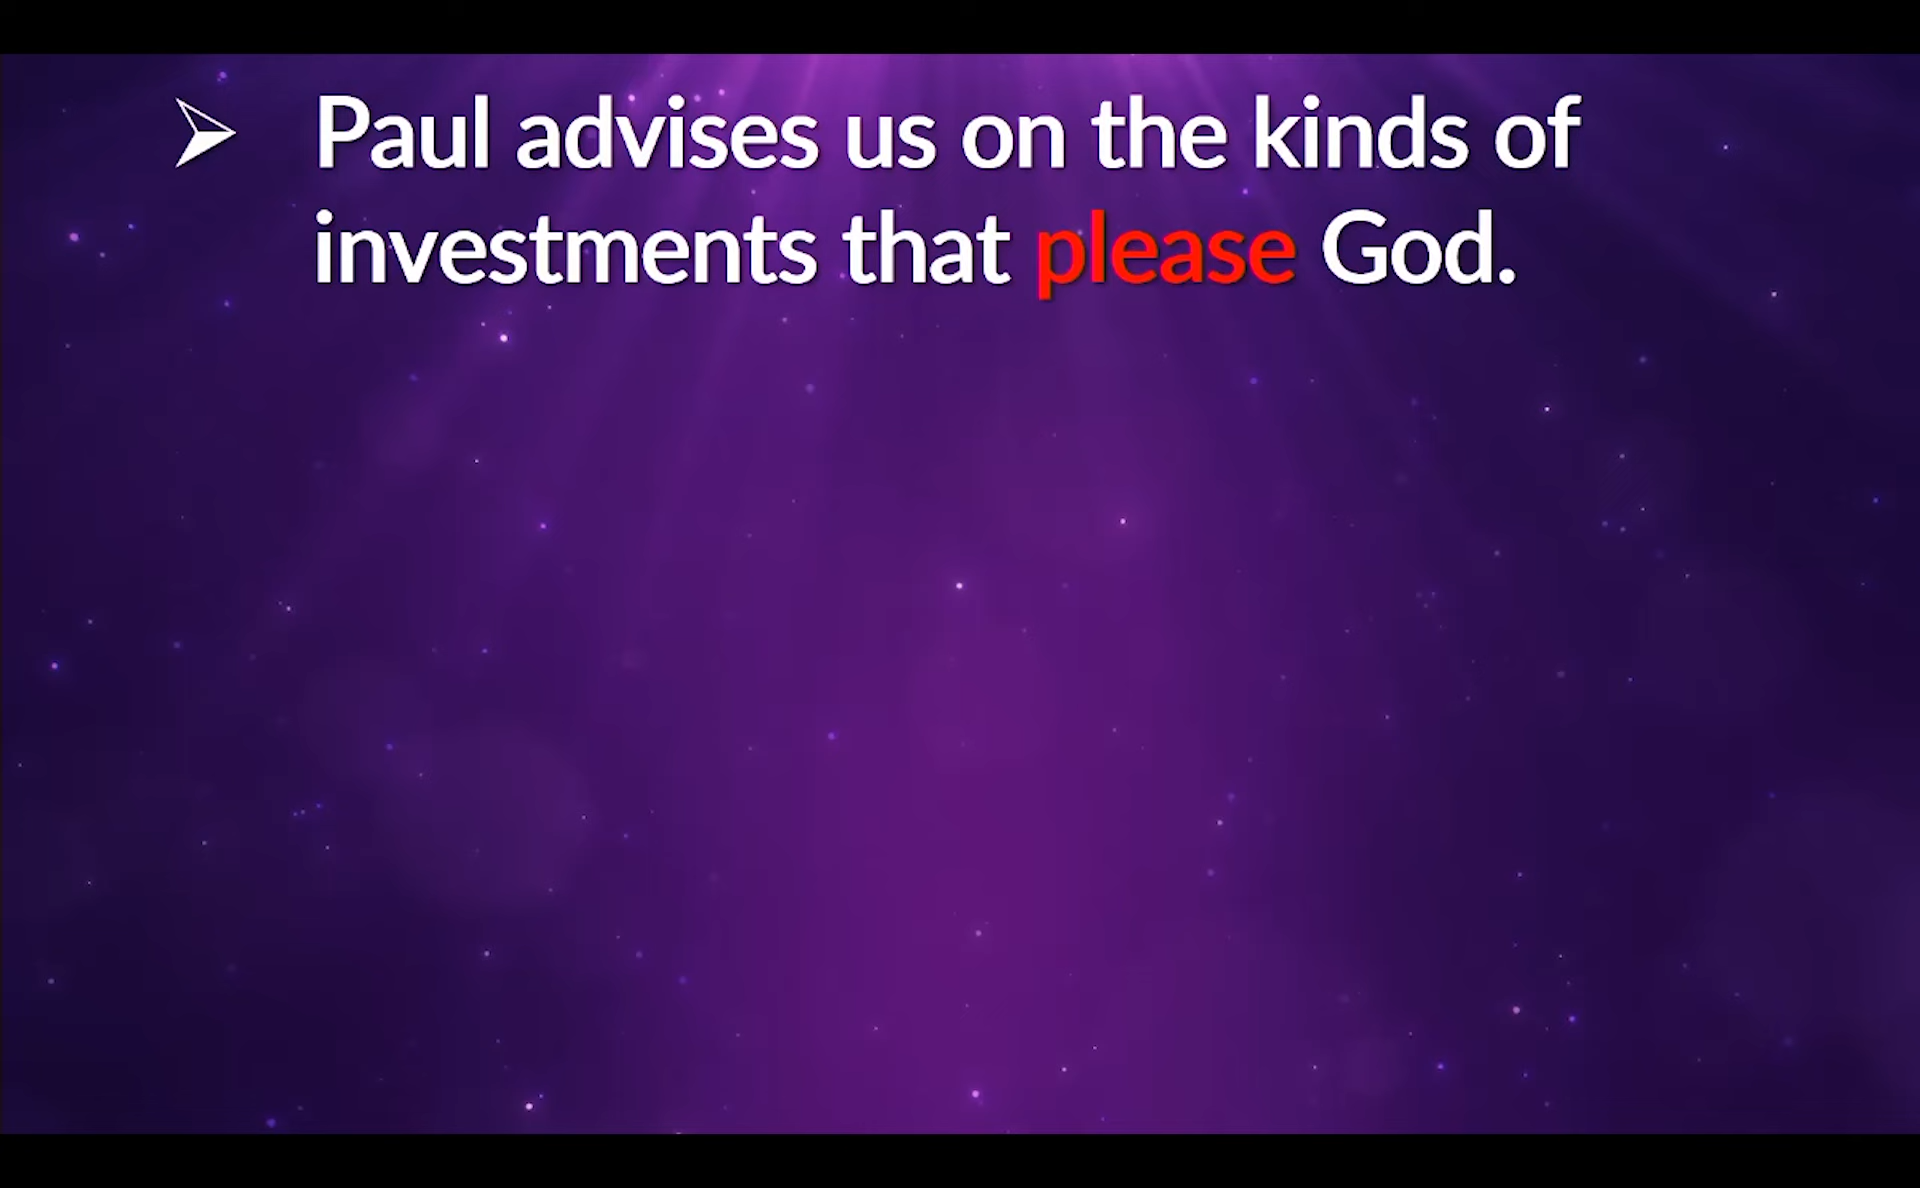 ➢ Paul advises us on the kinds of
investments that please God.